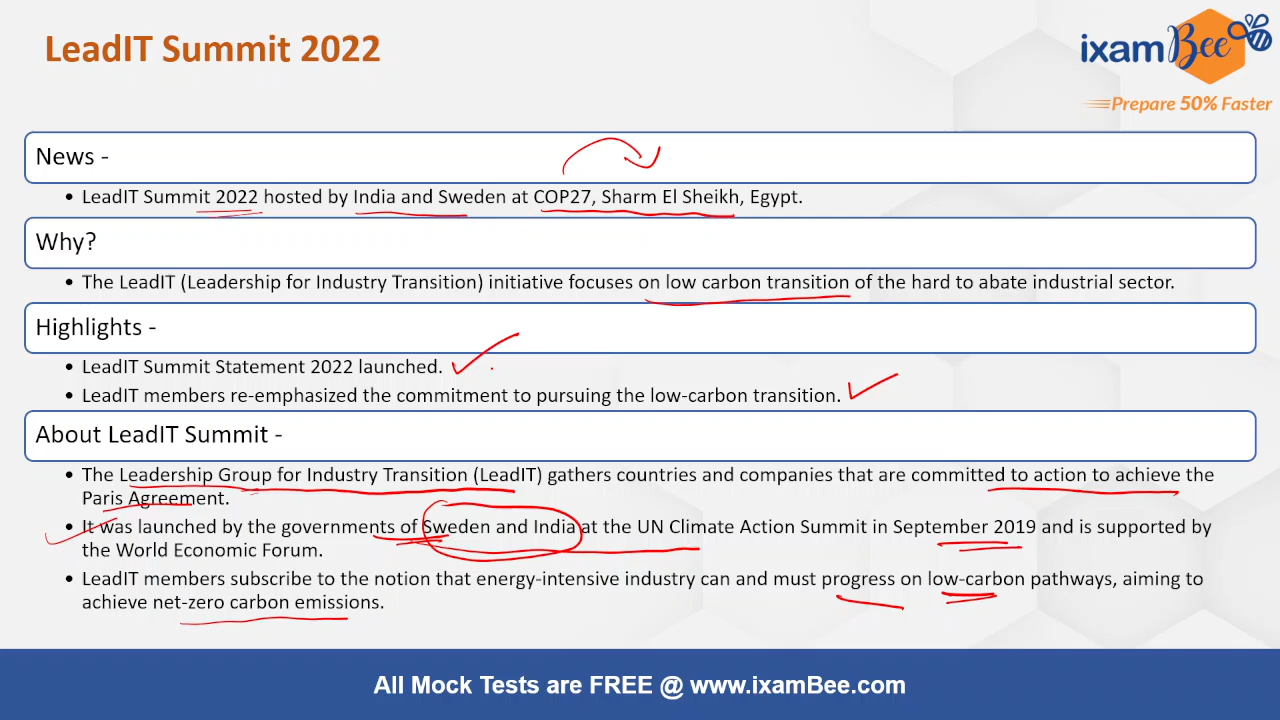 LeadIT Summit 2022
ixamBee
Prepare 50% Faster
News -
• LeadIT Summit 2022 hosted by India and Sweden at COP27, Sharm El Sheikh, Egypt.
Why?
• The LeadIT (Leadership for Industry Transition) initiative focuses on low carbon transition of the hard to abate industrial sector.
Highlights -
• LeadIT Summit Statement 2022 launched.
• LeadIT members re-emphasized the commitment to pursuing the low-carbon transition.
About LeadIT Summit -
• The Leadership Group for Industry Transition (LeadIT) gathers countries and companies that are committed to action to achieve the
Paris Agreement.
• It was launched by the governments of Sweden and India at the UN Climate Action Summit in September 2019 and is supported by
the World Economic Forum.
• LeadIT members subscribe to the notion that energy-intensive industry can and must progress on low-carbon pathways, aiming to
achieve net-zero carbon emissions.
All Mock Tests are FREE @ www.ixamBee.com